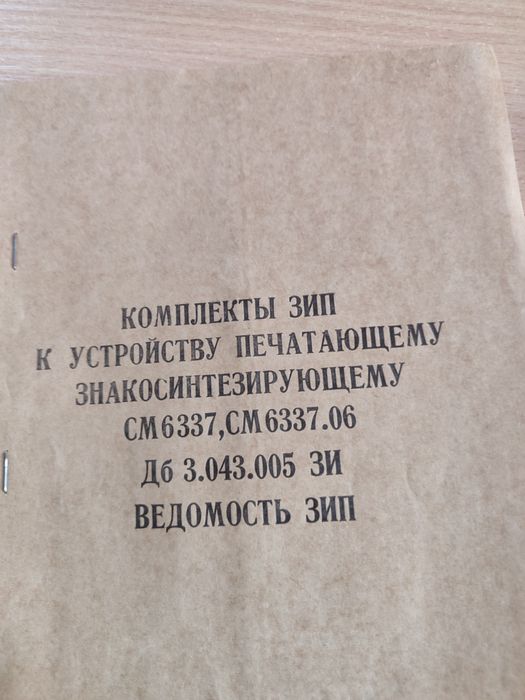 КОМПЛЕКТЫ ЗИП
К УСТРОЙСТВУ ПЕЧАТАЮЩЕМУ
ЗНАКОСИНТЕЗИРУЮЩЕМУ
СМ6337,СМ6337.06
Дб 3.043.005 ЗИ
ВЕДОМОСТЬ ЗИП